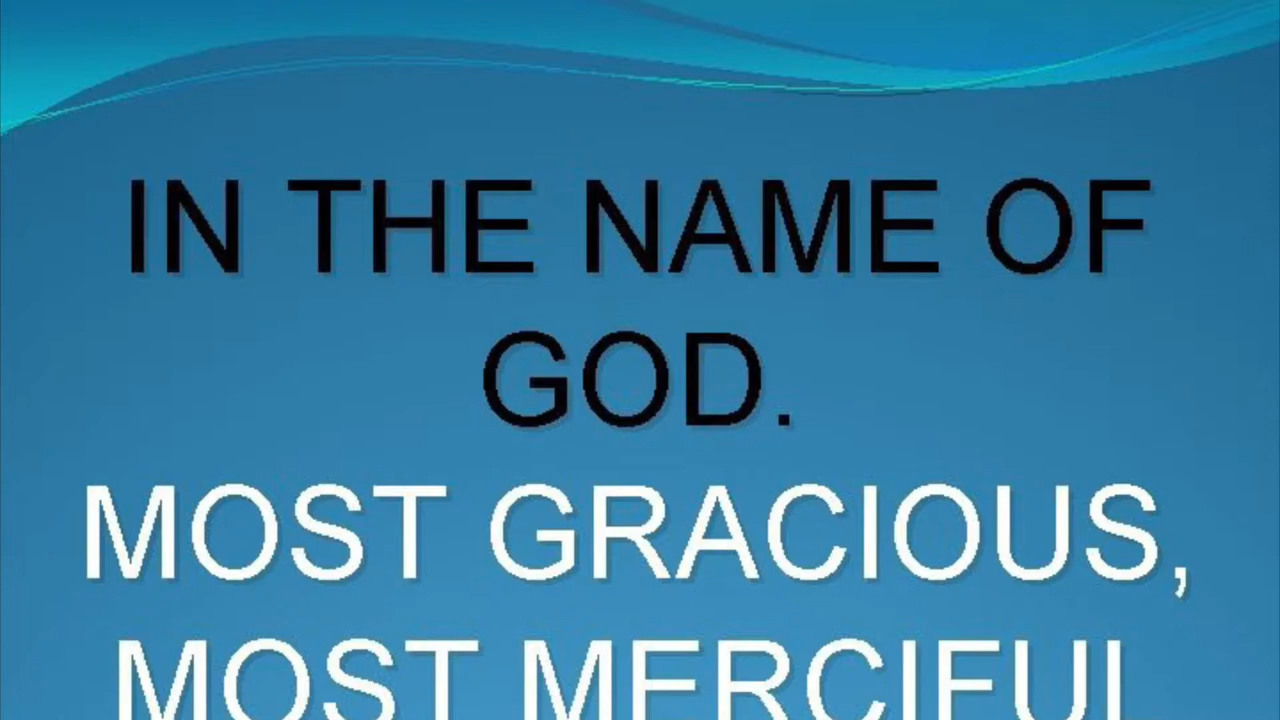 IN THE NAME OF
GOD.
MOST GRACIOUS,
MOST MERCIFUL